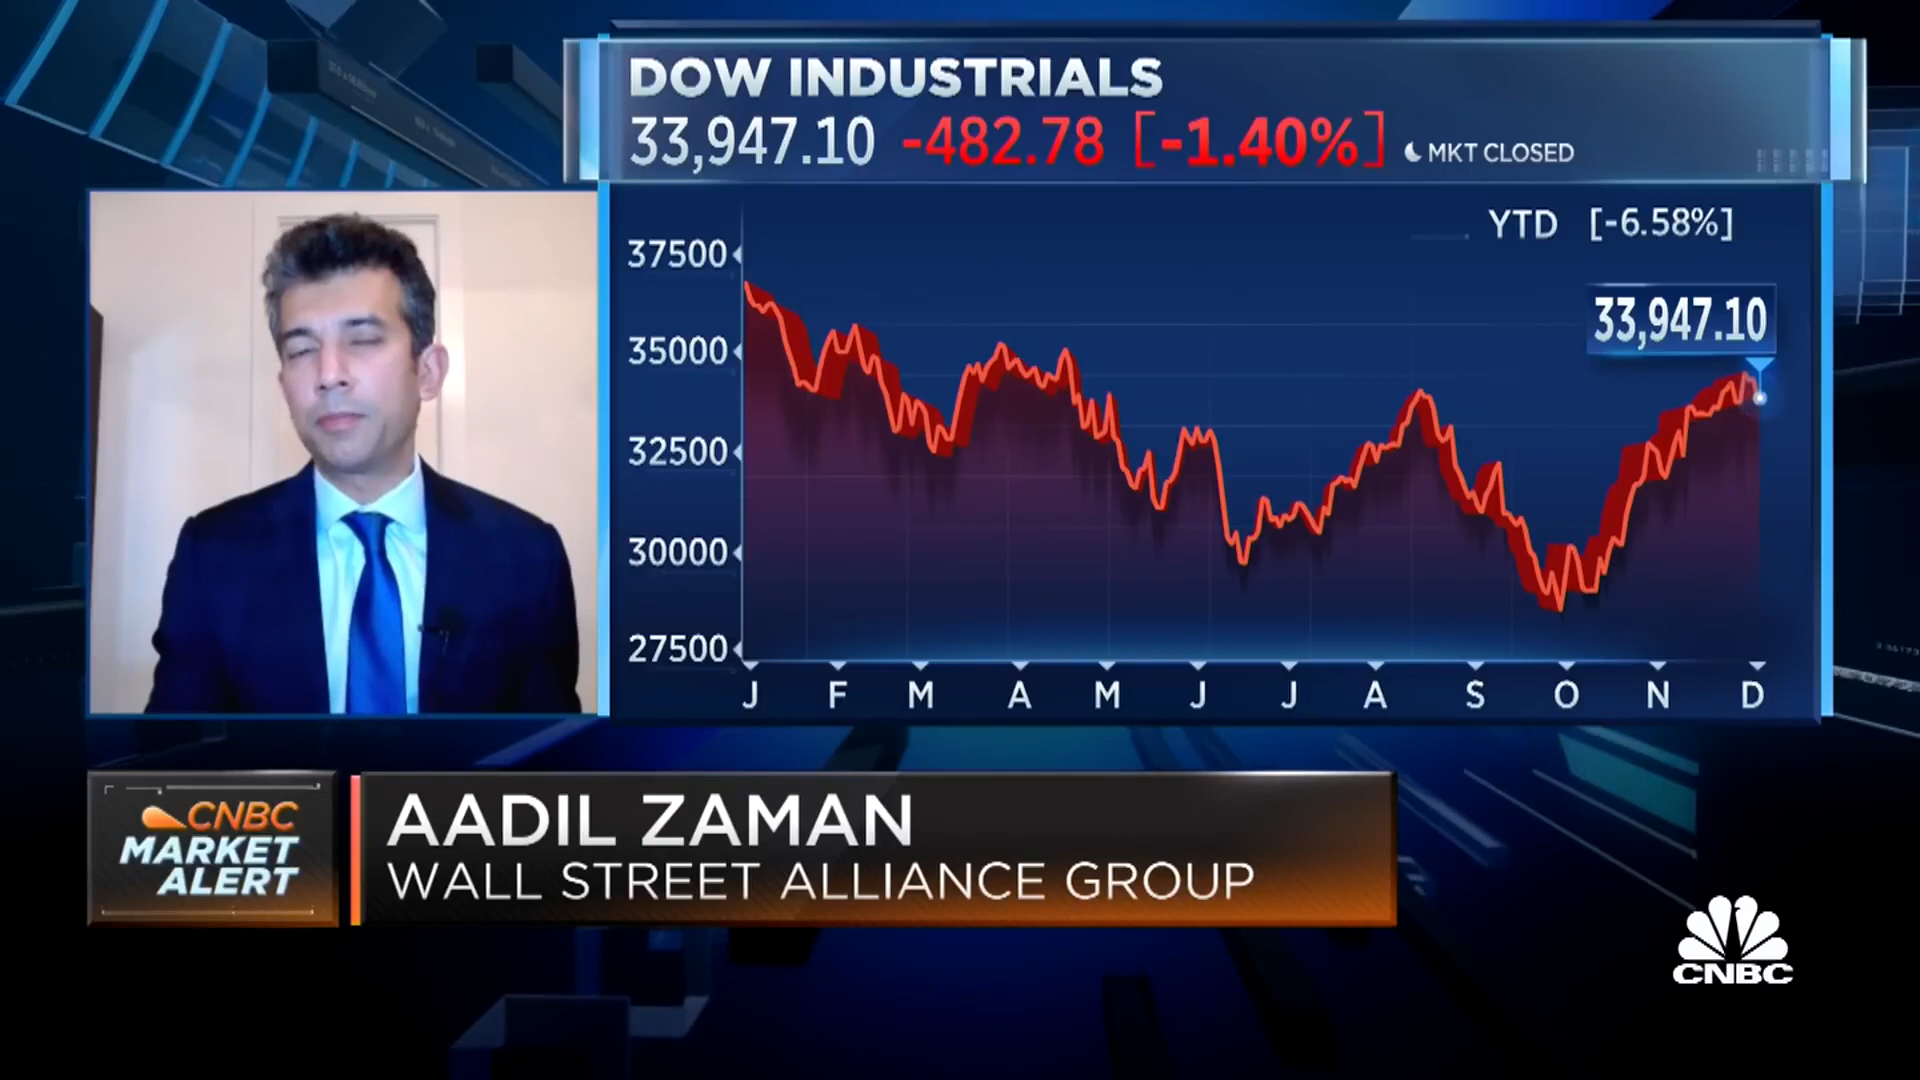 DOW INDUSTRIALS
33,947.10 -482.78 [-1.40%] MKT CLOSED
YTD [-6.58%]
33,947.10
37500
35000
32500
30000
27500
J F M A M J J A S O N D
CNBC
MARKET
ALERT
AADIL ZAMAN
WALL STREET ALLIANCE GROUP
CNBC